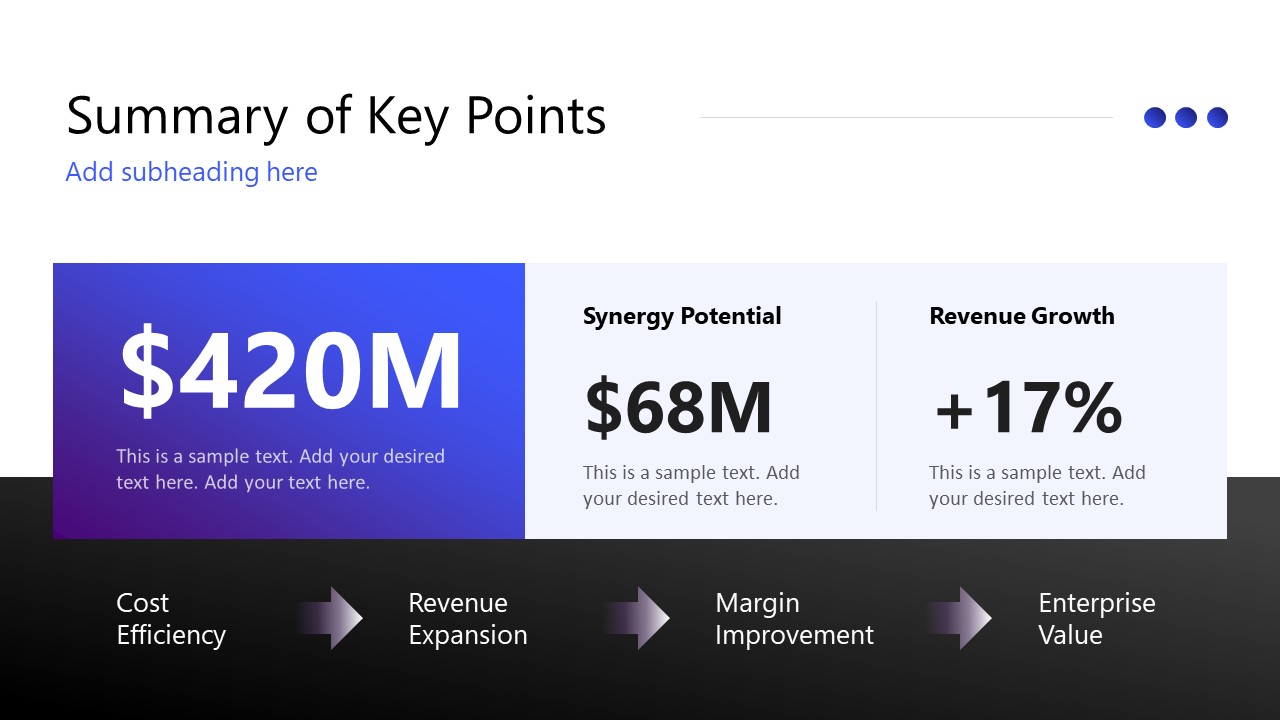 Summary of Key Points
Add subheading here
$420M
This is a sample text. Add your desired
text here. Add your text here.
Synergy Potential
$68M
This is a sample text. Add
your desired text here.
Revenue Growth
+17%
This is a sample text. Add
your desired text here.
Cost
Efficiency
Revenue
Expansion
Margin
Improvement
Enterprise
Value